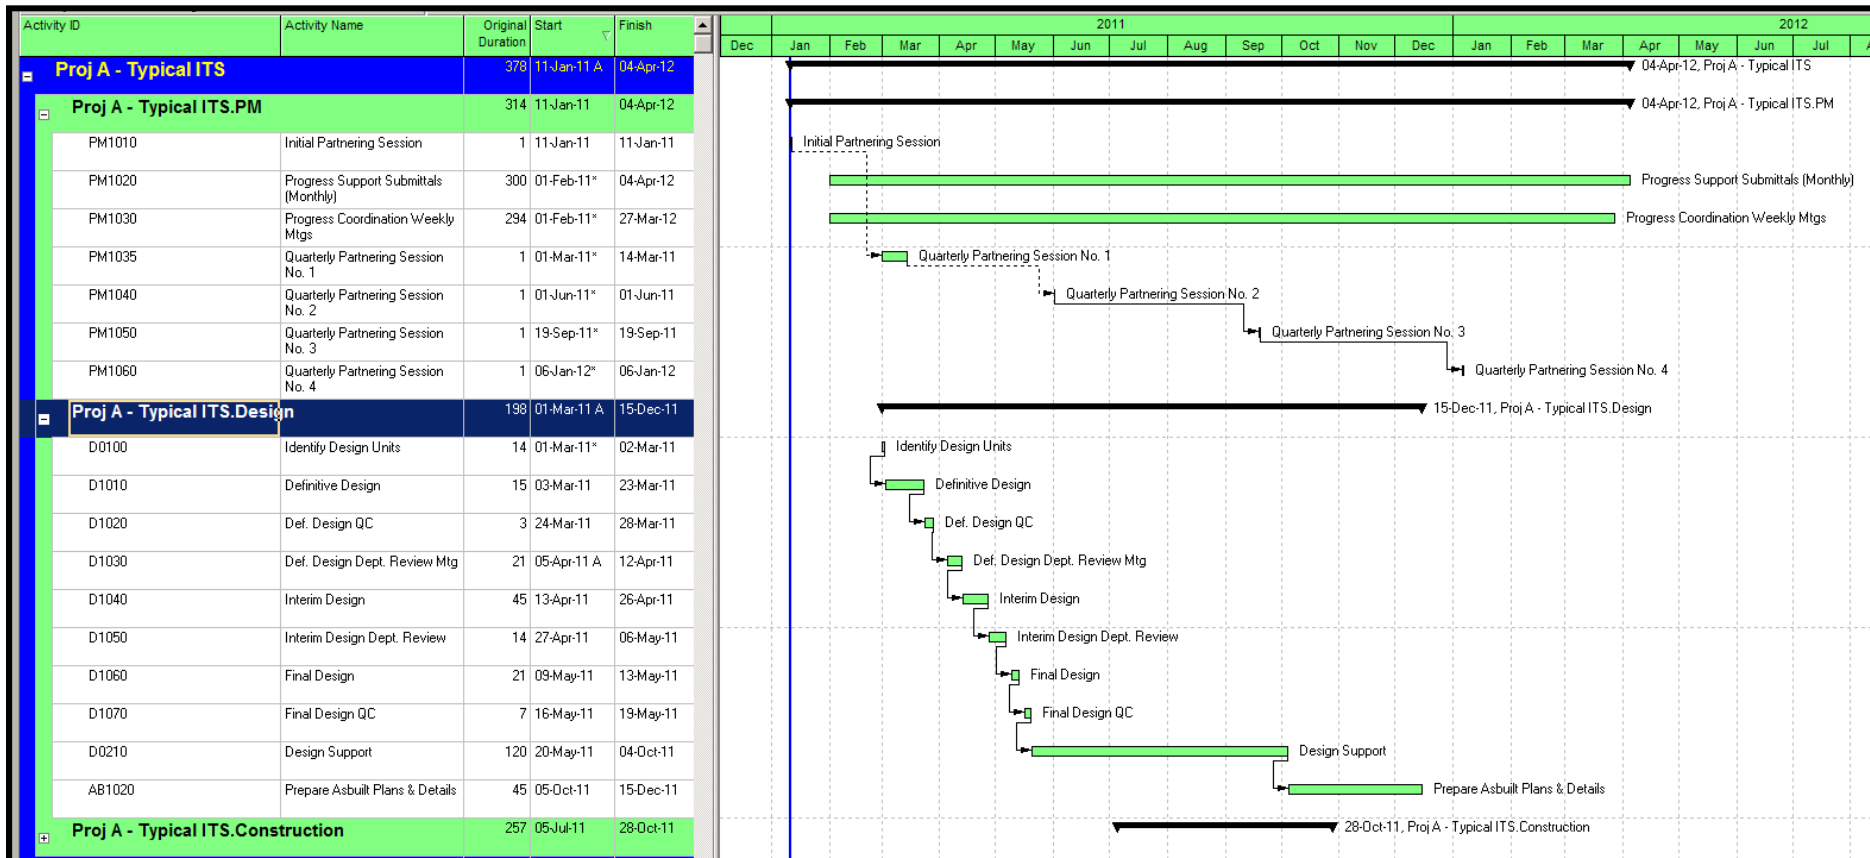 Activity ID Activity Name Original Duration Start Finish
2011 2012
Dec Jan Feb Mar Apr May Jun Jul Aug Sep Oct Nov Dec Jan Feb Mar Apr May Jun Jul
Proj A - Typical ITS 378 11-Jan-11 A 04-Apr-12 04-Apr-12, Proj A - Typical ITS
Proj A - Typical ITS.PM 314 11-Jan-11 04-Apr-12 04-Apr-12, Proj A - Typical ITS.PM
PM1010 Initial Partnering Session 1 11-Jan-11 11-Jan-11 Initial Partnering Session
PM1020 Progress Support Submittals (Monthly) 300 01-Feb-11* 04-Apr-12 Progress Support Submittals (Monthly)
PM1030 Progress Coordination Weekly Mtgs 294 01-Feb-11* 27-Mar-12 Progress Coordination Weekly Mtgs
PM1035 Quarterly Partnering Session No. 1 1 01-Mar-11* 14-Mar-11 Quarterly Partnering Session No. 1
PM1040 Quarterly Partnering Session No. 2 1 01-Jun-11* 01-Jun-11 Quarterly Partnering Session No. 2
PM1050 Quarterly Partnering Session No. 3 1 19-Sep-11* 19-Sep-11 Quarterly Partnering Session No. 3
PM1060 Quarterly Partnering Session No. 4 1 06-Jan-12* 06-Jan-12 Quarterly Partnering Session No. 4
Proj A - Typical ITS.Design 198 01-Mar-11 A 15-Dec-11 15-Dec-11, Proj A - Typical ITS.Design
D0100 Identify Design Units 14 01-Mar-11* 02-Mar-11 Identify Design Units
D1010 Definitive Design 15 03-Mar-11 23-Mar-11 Definitive Design
D1020 Def. Design QC 3 24-Mar-11 28-Mar-11 Def. Design QC
D1030 Def. Design Dept. Review Mtg 21 05-Apr-11 A 12-Apr-11 Def. Design Dept. Review Mtg
D1040 Interim Design 45 13-Apr-11 26-Apr-11 Interim Design
D1050 Interim Design Dept. Review 14 27-Apr-11 06-May-11 Interim Design Dept. Review
D1060 Final Design 21 09-May-11 13-May-11 Final Design
D1070 Final Design QC 7 16-May-11 19-May-11 Final Design QC
D0210 Design Support 120 20-May-11 04-Oct-11 Design Support
AB1020 Prepare Asbuilt Plans & Details 45 05-Oct-11 15-Dec-11 Prepare Asbuilt Plans & Details
Proj A - Typical ITS.Construction 257 05-Jul-11 28-Oct-11 28-Oct-11, Proj A - Typical ITS.Construction